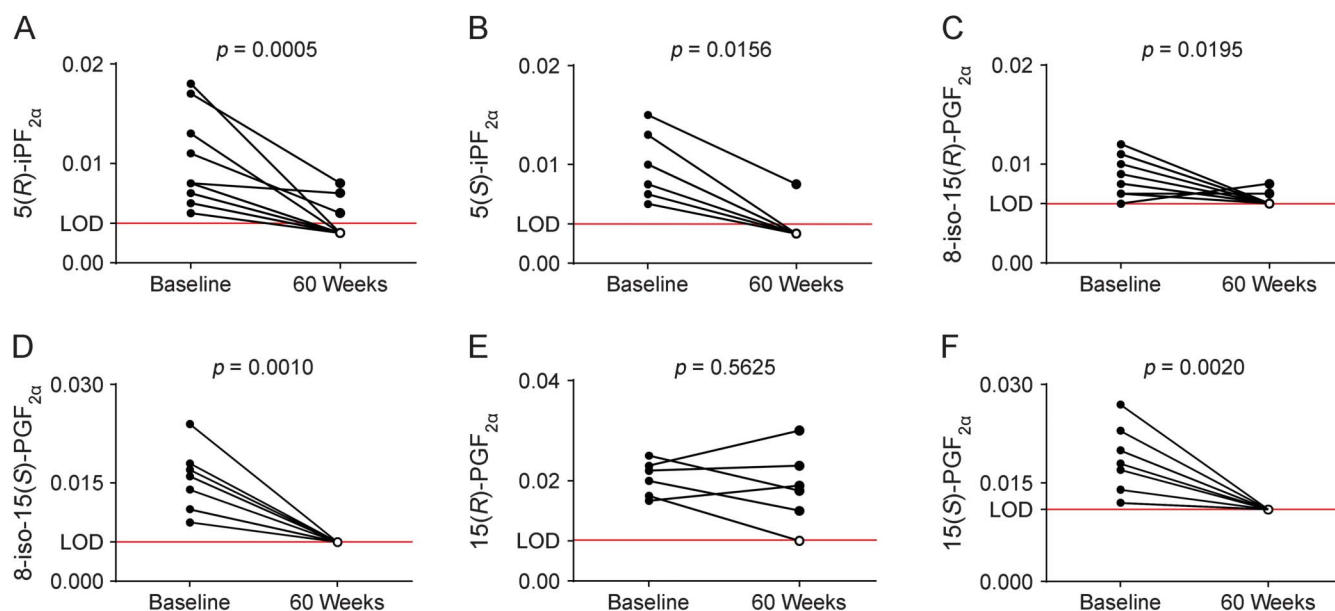 A
p = 0.0005
5(R)-iPF2α
0.02
0.01
LOD
0.00
Baseline 60 Weeks
B
p = 0.0156
5(S)-iPF2α
0.02
0.01
LOD
0.00
Baseline 60 Weeks
C
p = 0.0195
8-iso-15(R)-PGF2α
0.02
0.01
LOD
0.00
Baseline 60 Weeks
D
p = 0.0010
8-iso-15(S)-PGF2α
0.030
0.015
LOD
0.000
Baseline 60 Weeks
E
p = 0.5625
15(R)-PGF2α
0.04
0.02
LOD
0.00
Baseline 60 Weeks
F
p = 0.0020
15(S)-PGF2α
0.030
0.015
LOD
0.000
Baseline 60 Weeks